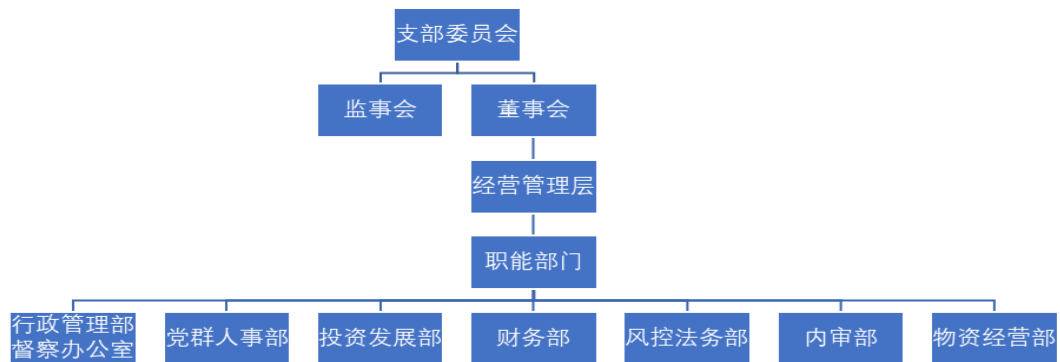 支部委员会
监事会
董事会
经营管理层
职能部门
行政管理部
督察办公室
党群人事部
投资发展部
财务部
风控法务部
内审部
物资经营部